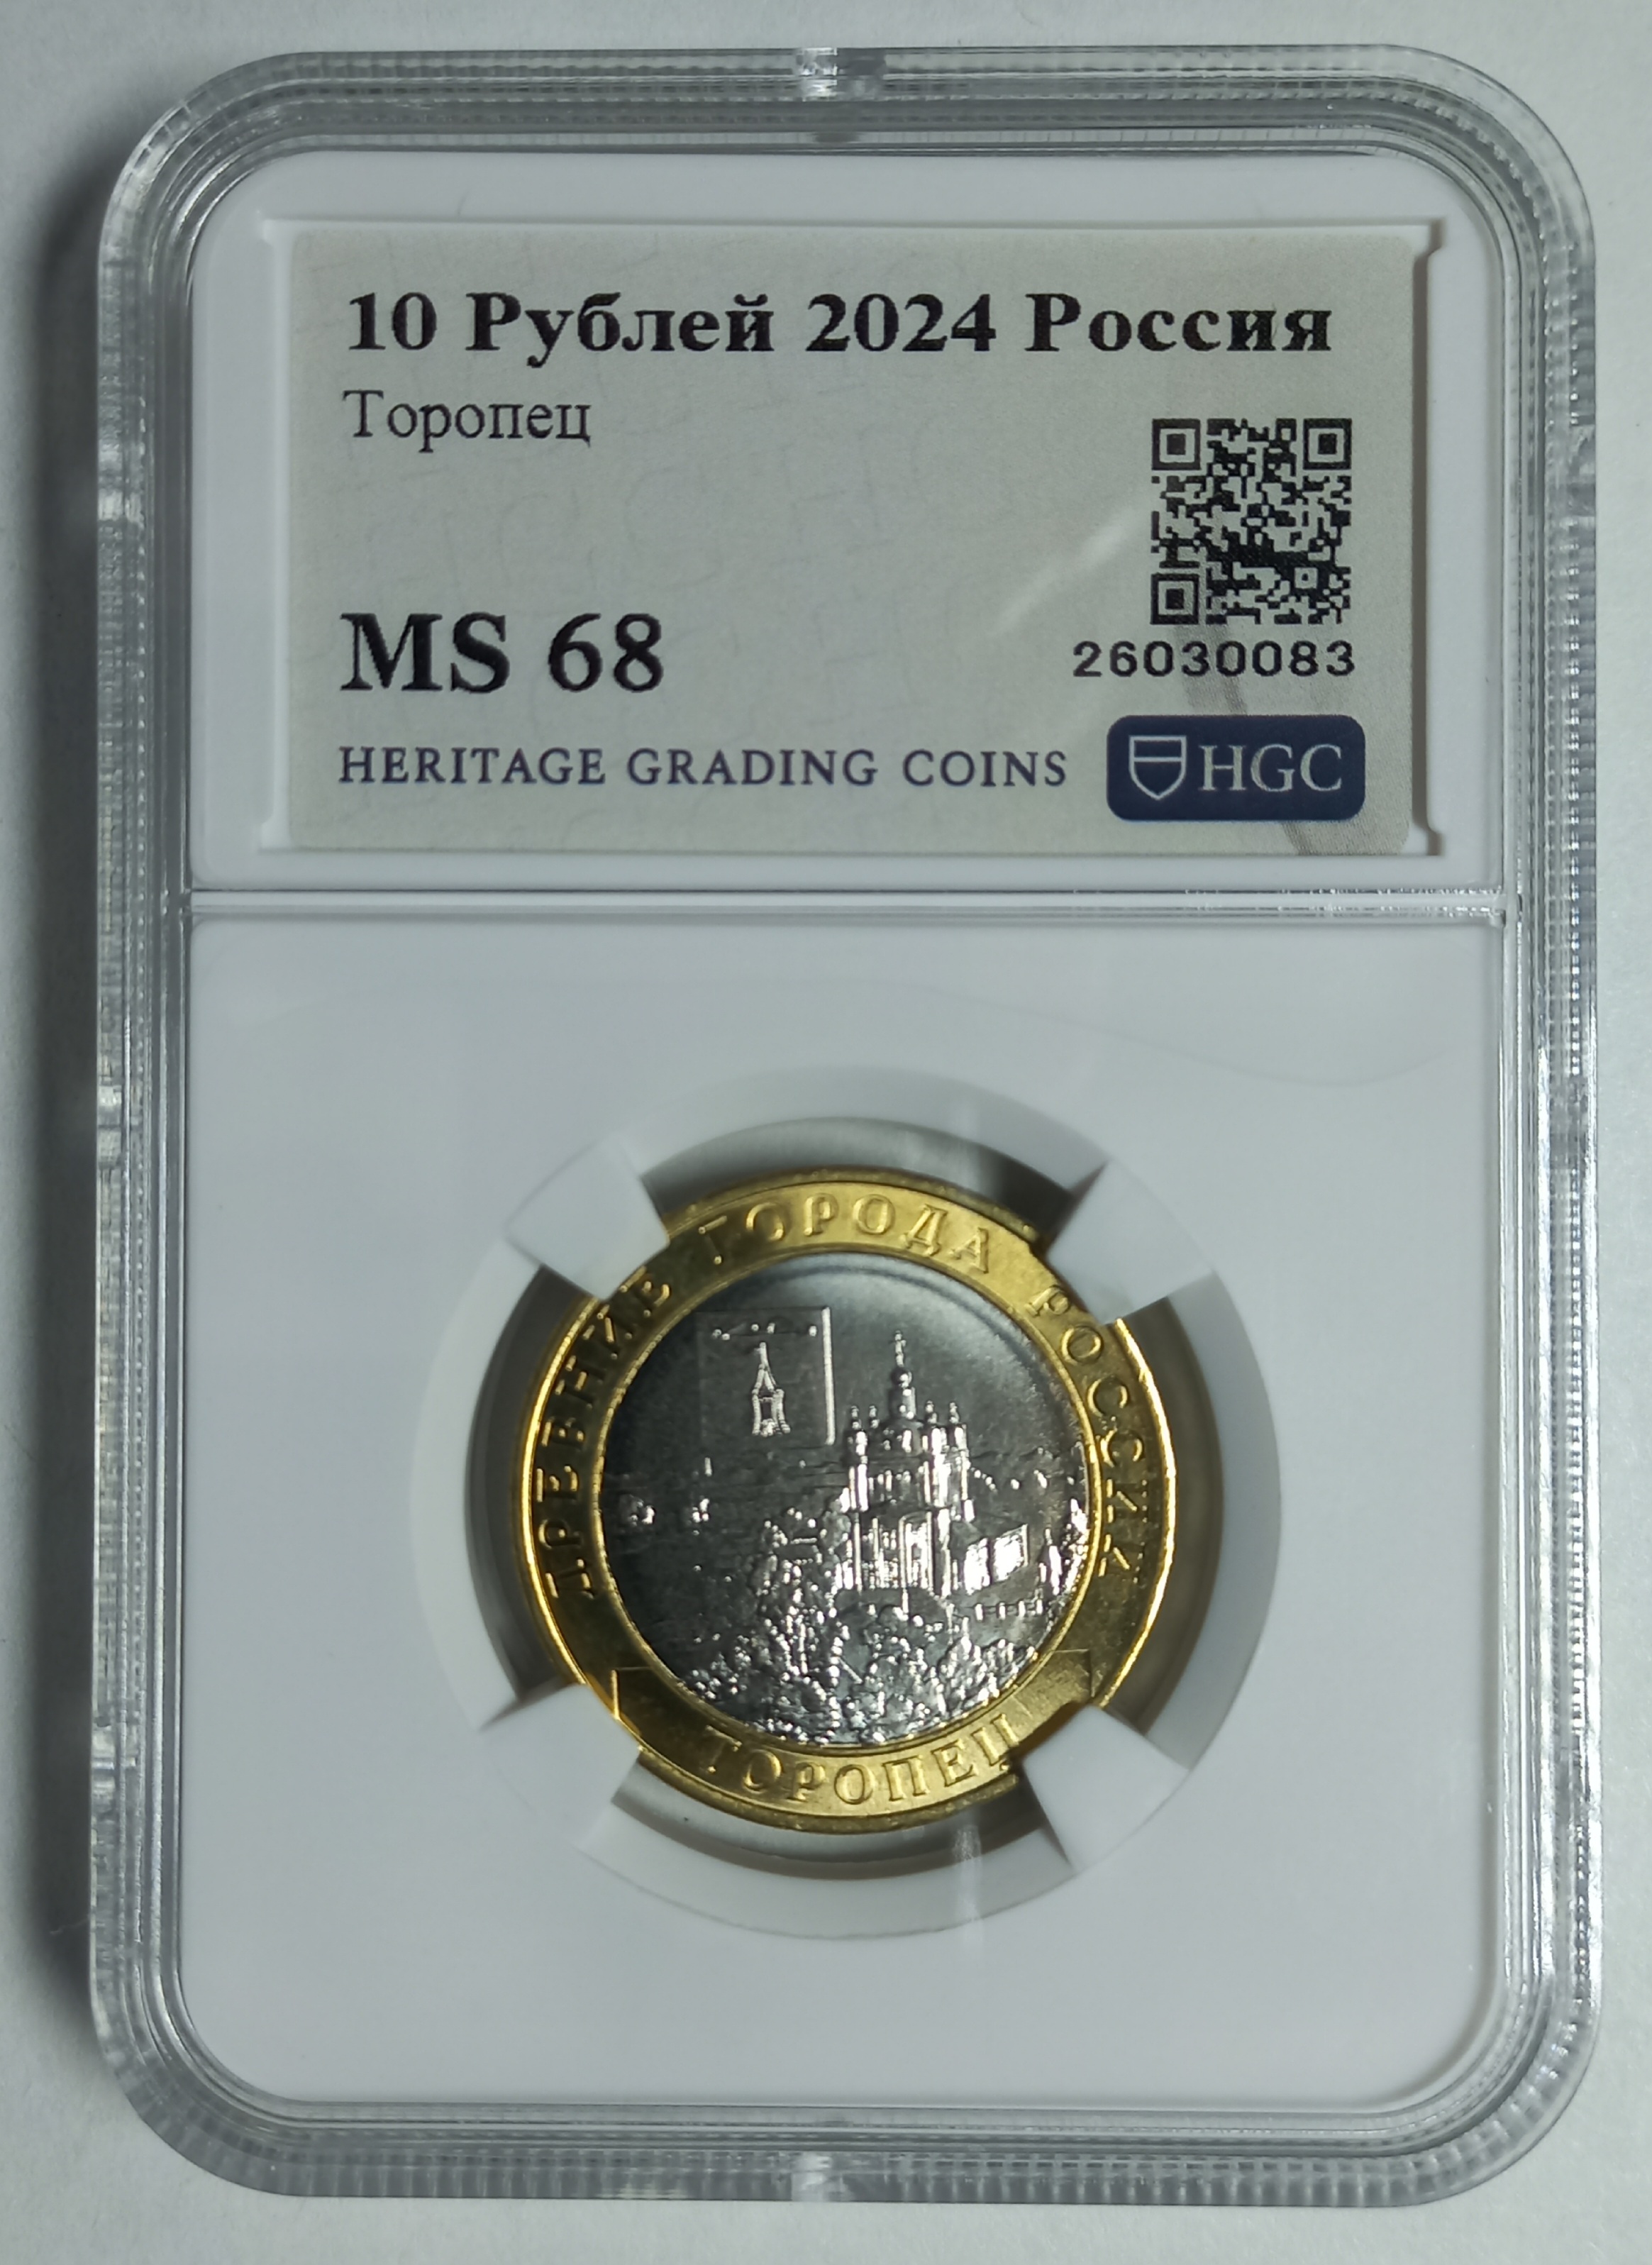 10 Рублей 2024 Россия
Торопец
MS 68
26030083
HERITAGE GRADING COINS HGC
ДРЕВНИЕ ГОРОДА РОССИИ
ТОРОПЕЦ